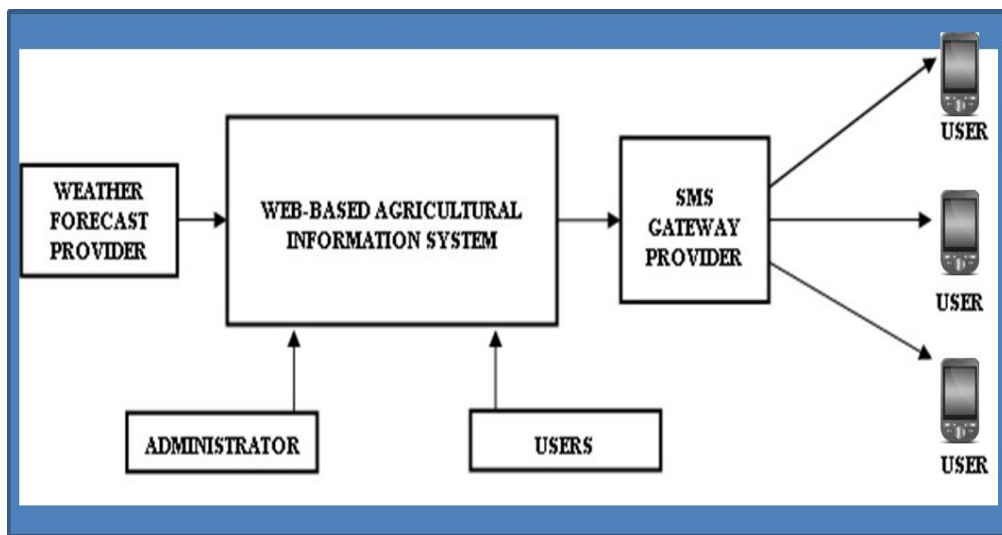 WEATHER
FORECAST
PROVIDER
WEB-BASED AGRICULTURAL
INFORMATION SYSTEM
SMS
GATEWAY
PROVIDER
USER
USER
USER
ADMINISTRATOR
USERS